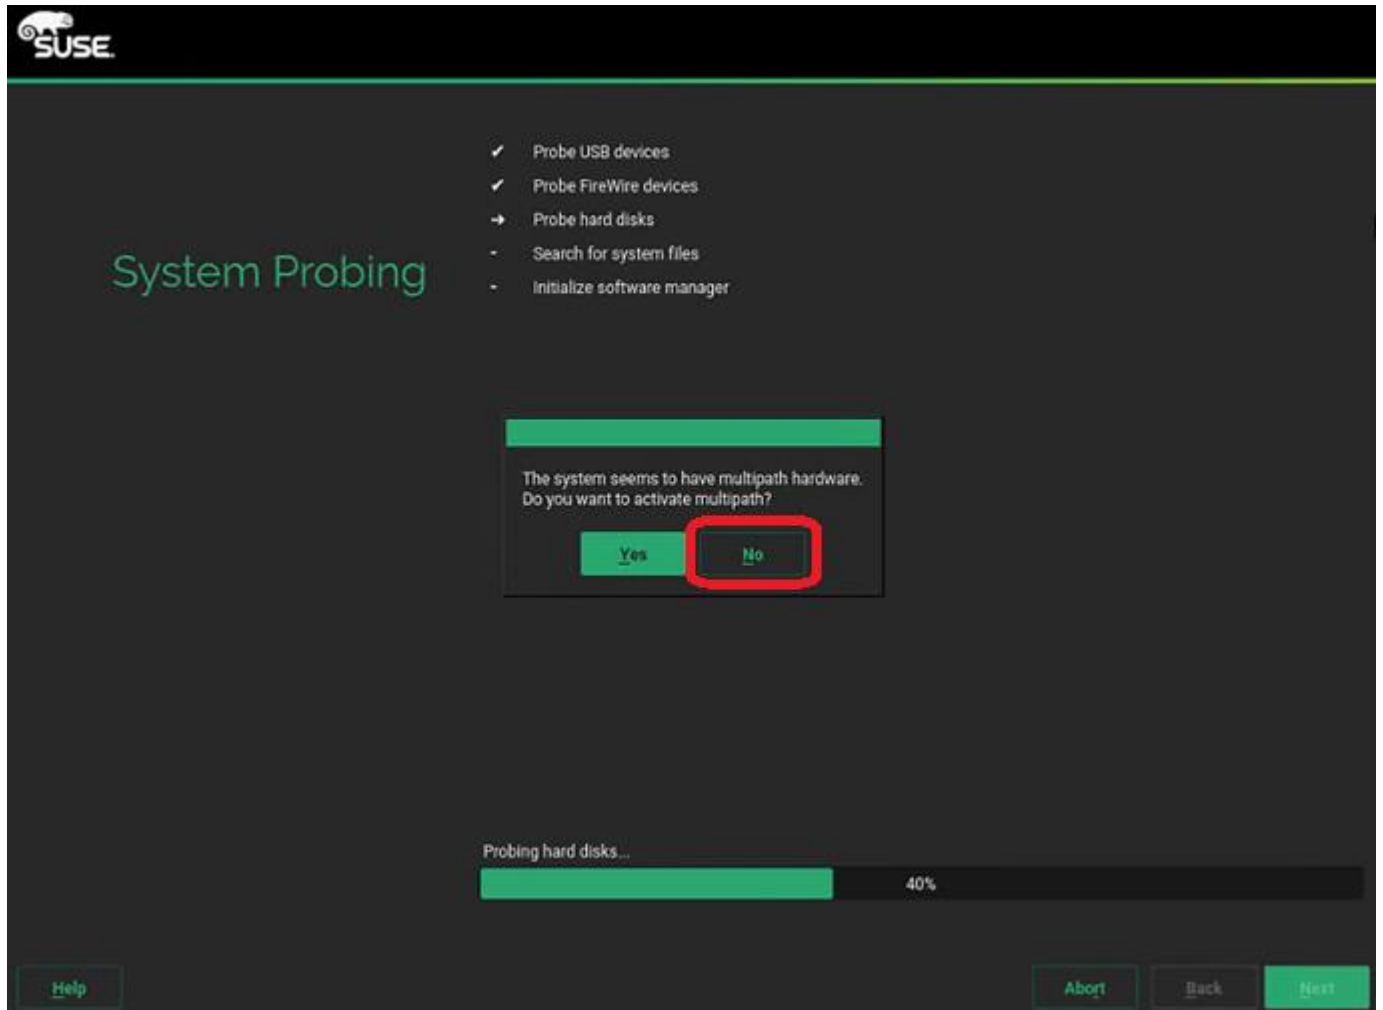 SUSE.
System Probing
✔ Probe USB devices
✔ Probe FireWire devices
➔ Probe hard disks
- Search for system files
- Initialize software manager
The system seems to have multipath hardware.
Do you want to activate multipath?
Yes No
Probing hard disks...
40%
Help Abort Back Next